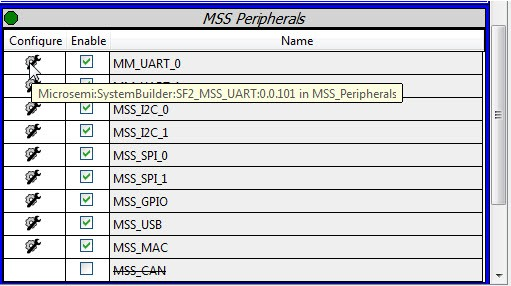 MSS Peripherals
Configure Enable Name
MM_UART_0
Microsemi:SystemBuilder:SF2_MSS_UART:0.0.101 in MSS_Peripherals
MSS_I2C_0
MSS_I2C_1
MSS_SPI_0
MSS_SPI_1
MSS_GPIO
MSS_USB
MSS_MAC
MSS_CAN